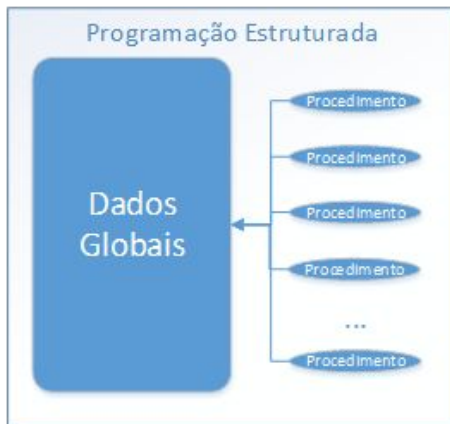 Programação Estruturada
Dados
Globais
Procedimento
Procedimento
Procedimento
Procedimento
...
Procedimento